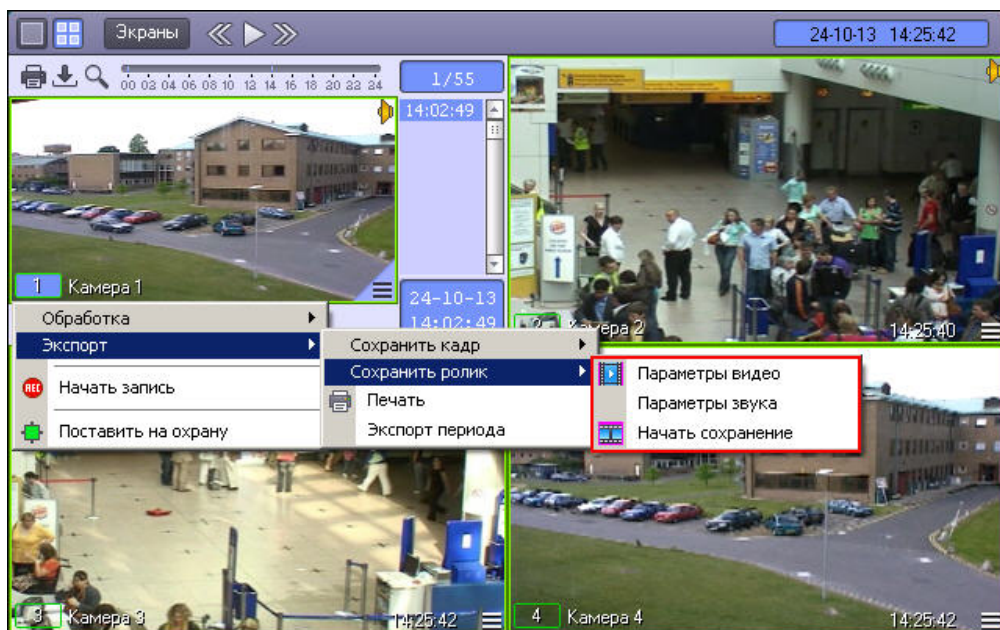 Экраны
24-10-13 14:25:42
00 02 04 06 08 10 12 14 16 18 20 22 24
1/55
14:02:49
1 Камера 1
24-10-13
14:02:49
2 Камера 2
14:25:40
Обработка
Экспорт
REC Начать запись
Поставить на охрану
Сохранить кадр
Сохранить ролик
Печать
Экспорт периода
Параметры видео
Параметры звука
Начать сохранение
3 Камера 3
14:25:42
4 Камера 4
14:25:42